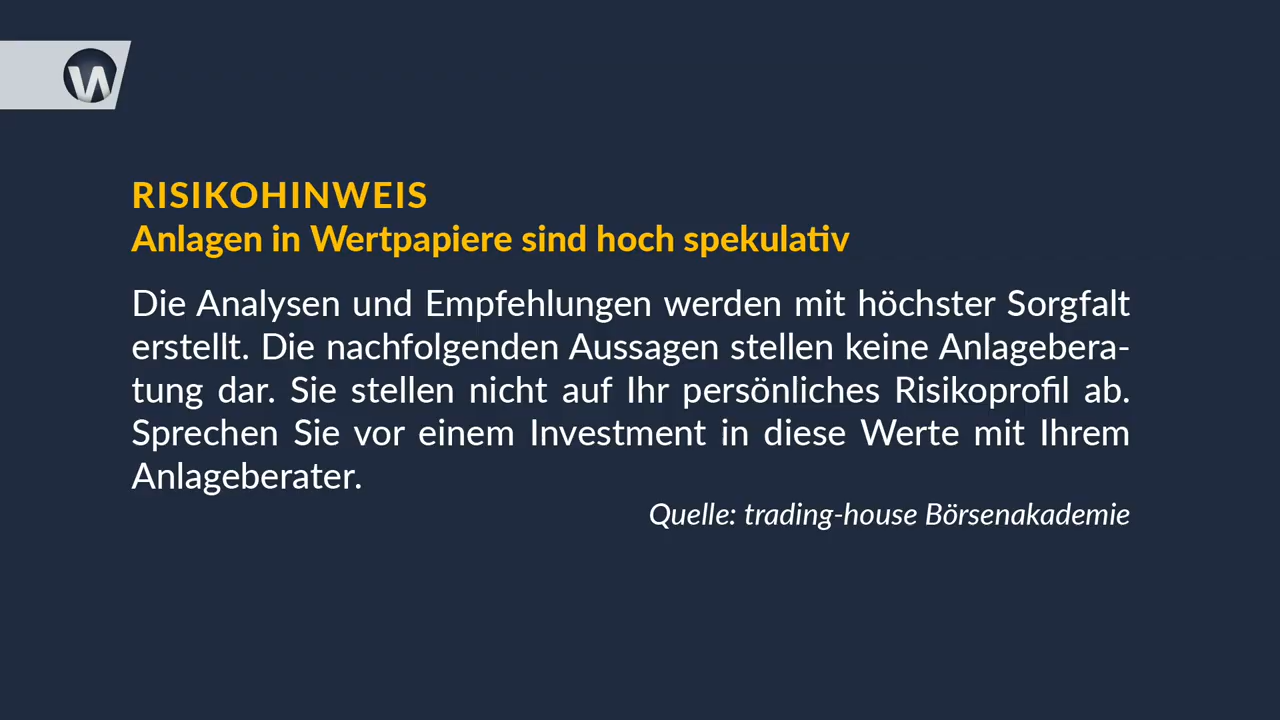 W
RISIKOHINWEIS
Anlagen in Wertpapiere sind hoch spekulativ
Die Analysen und Empfehlungen werden mit höchster Sorgfalt
erstellt. Die nachfolgenden Aussagen stellen keine Anlagebera-
tung dar. Sie stellen nicht auf Ihr persönliches Risikoprofil ab.
Sprechen Sie vor einem Investment in diese Werte mit Ihrem
Anlageberater.
Quelle: trading-house Börsenakademie